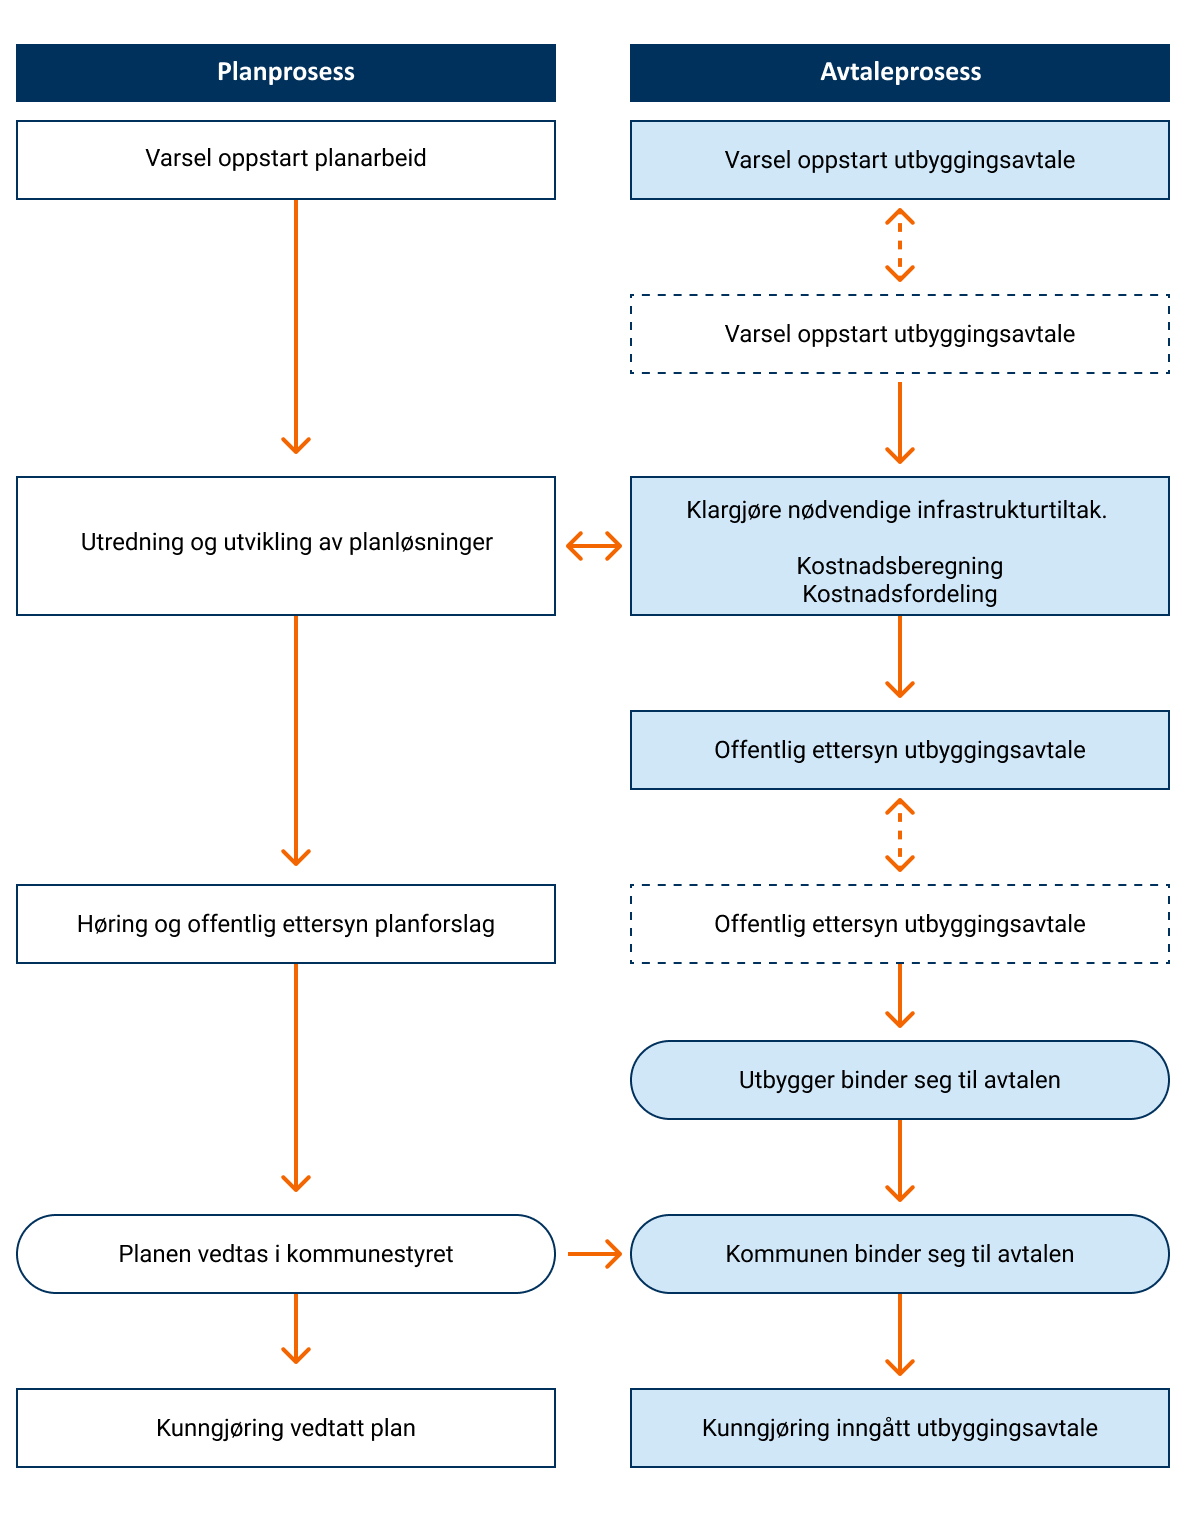 Planprosess
Avtaleprosess
Varsel oppstart planarbeid
Varsel oppstart utbyggingsavtale
Varsel oppstart utbyggingsavtale
Utredning og utvikling av planløsninger
Klargjøre nødvendige infrastrukturtiltak.
Kostnadsberegning
Kostnadsfordeling
Offentlig ettersyn utbyggingsavtale
Høring og offentlig ettersyn planforslag
Offentlig ettersyn utbyggingsavtale
Utbygger binder seg til avtalen
Planen vedtas i kommunestyret
Kommunen binder seg til avtalen
Kunngjøring vedtatt plan
Kunngjøring inngått utbyggingsavtale